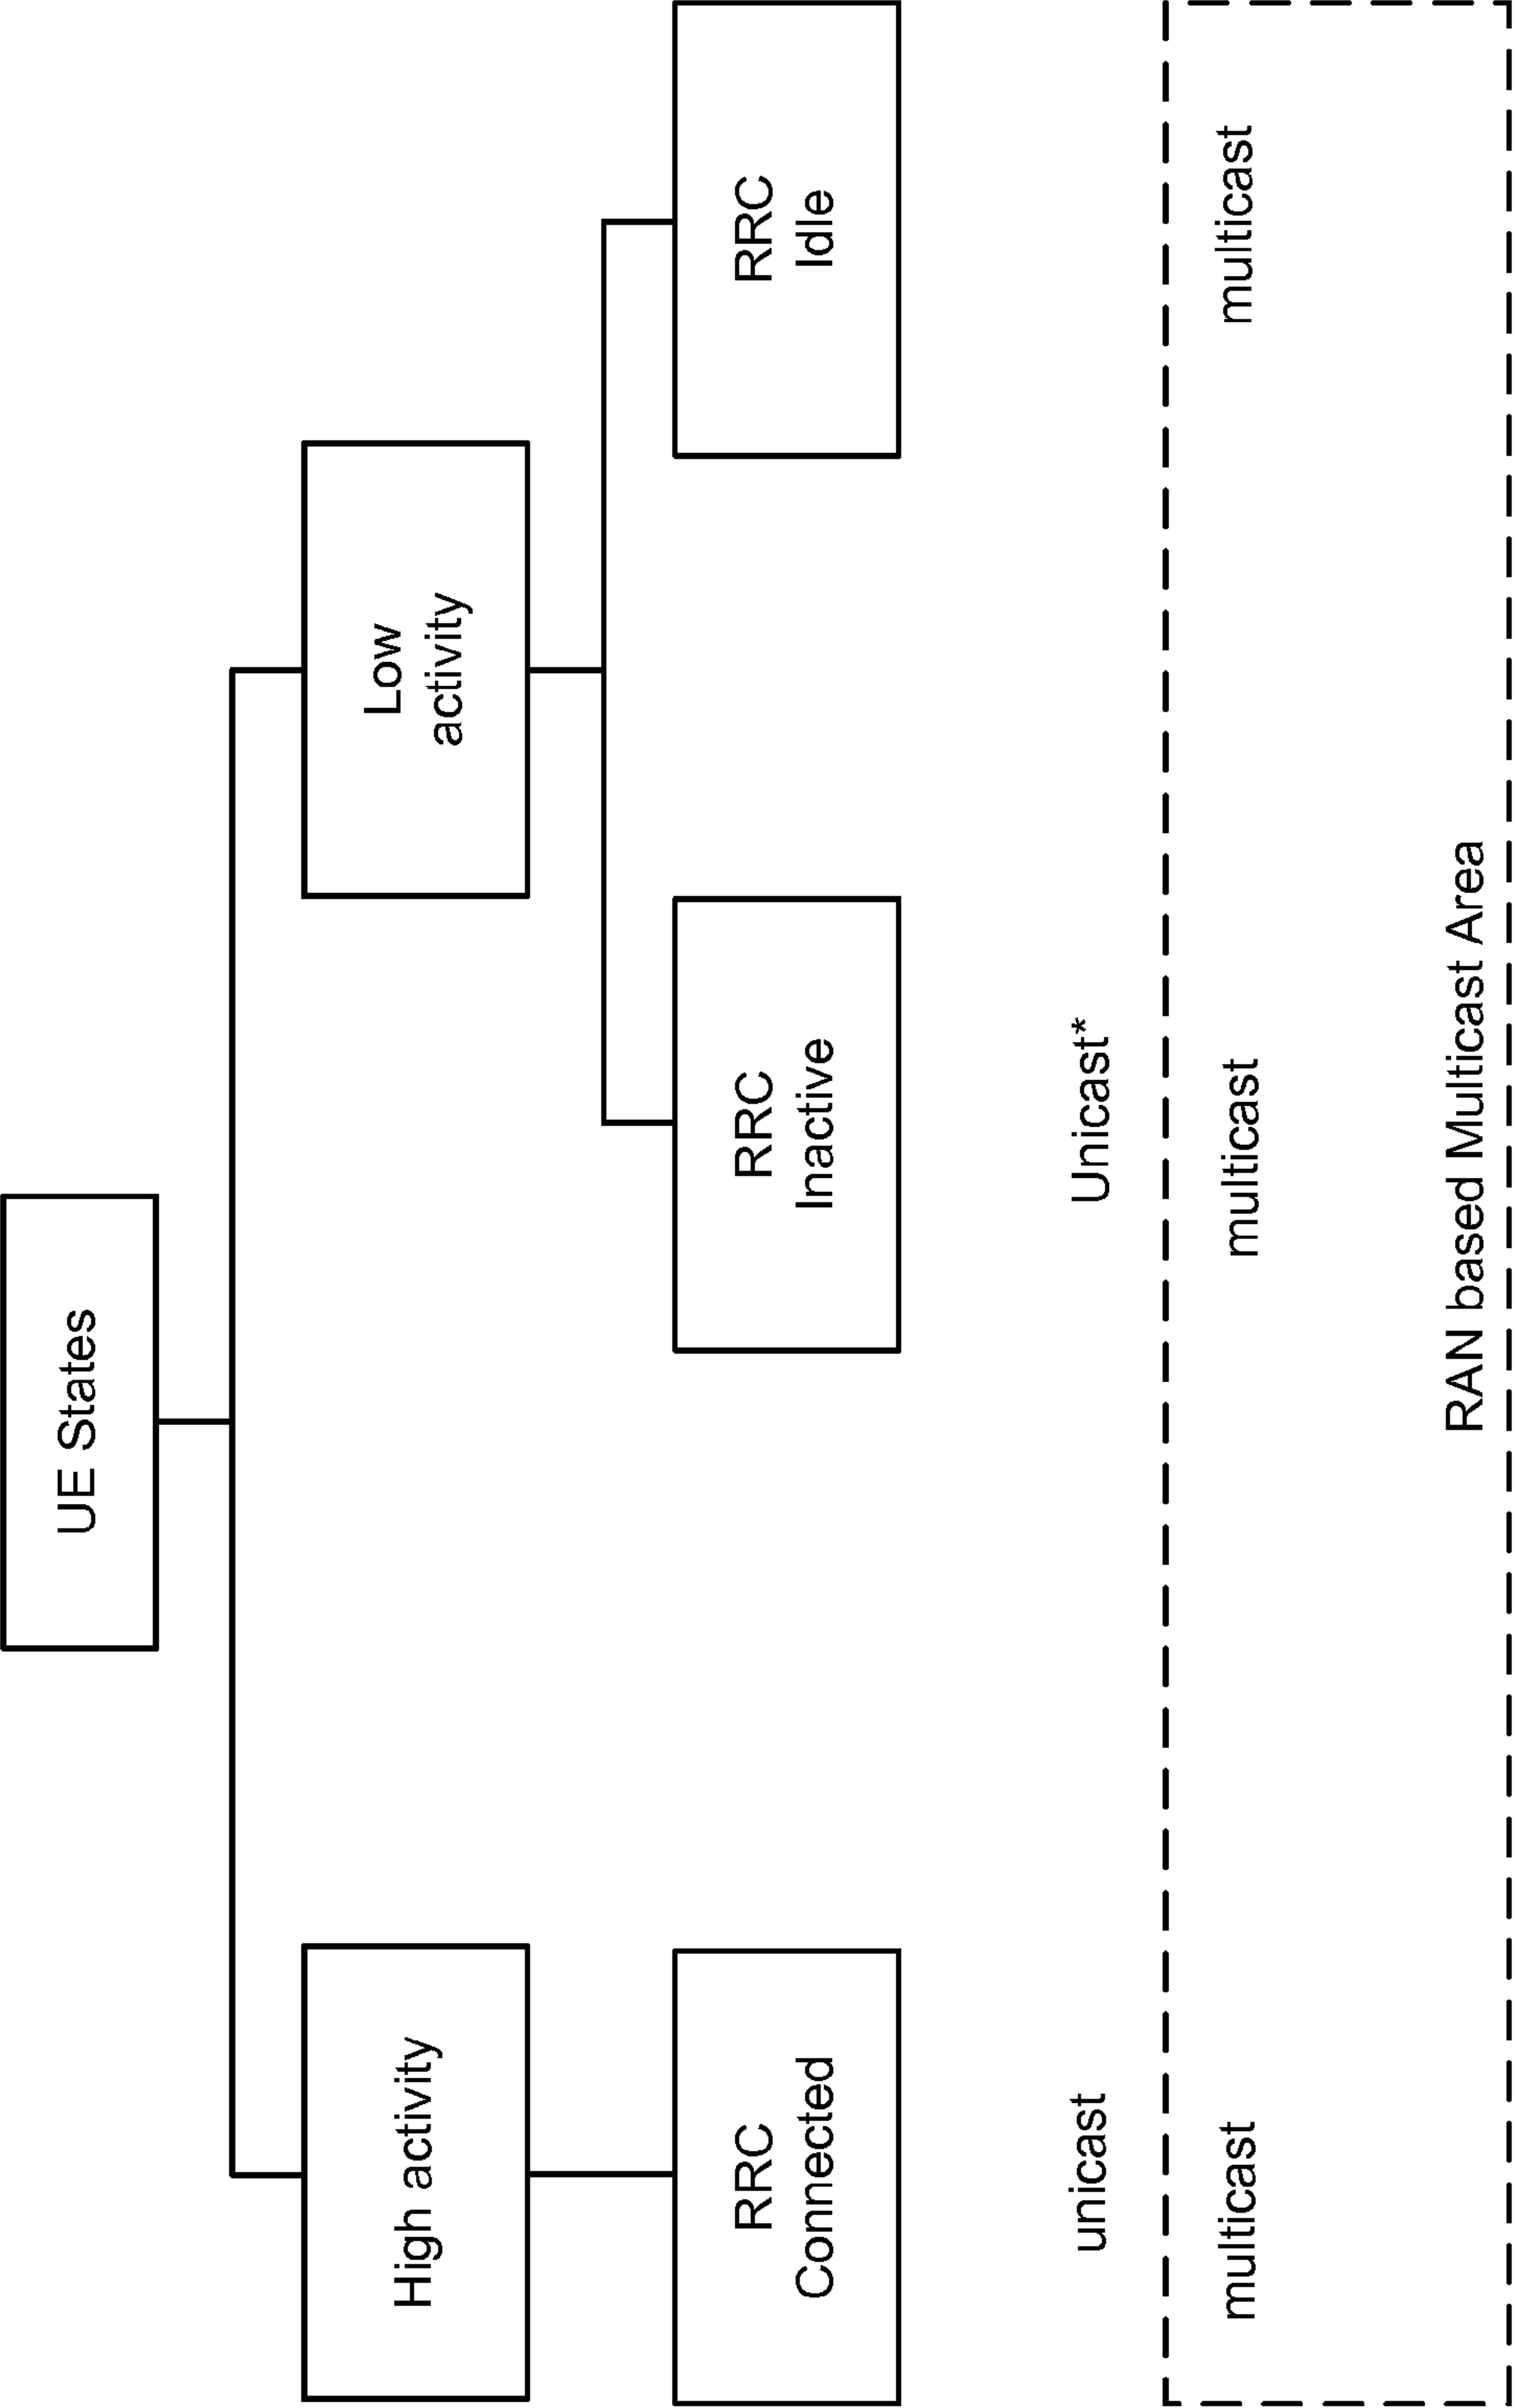 UE States
High activity
Low
activity
RRC
Connected
RRC
Inactive
RRC
Idle
unicast
Unicast*
multicast
multicast
multicast
RAN based Multicast Area